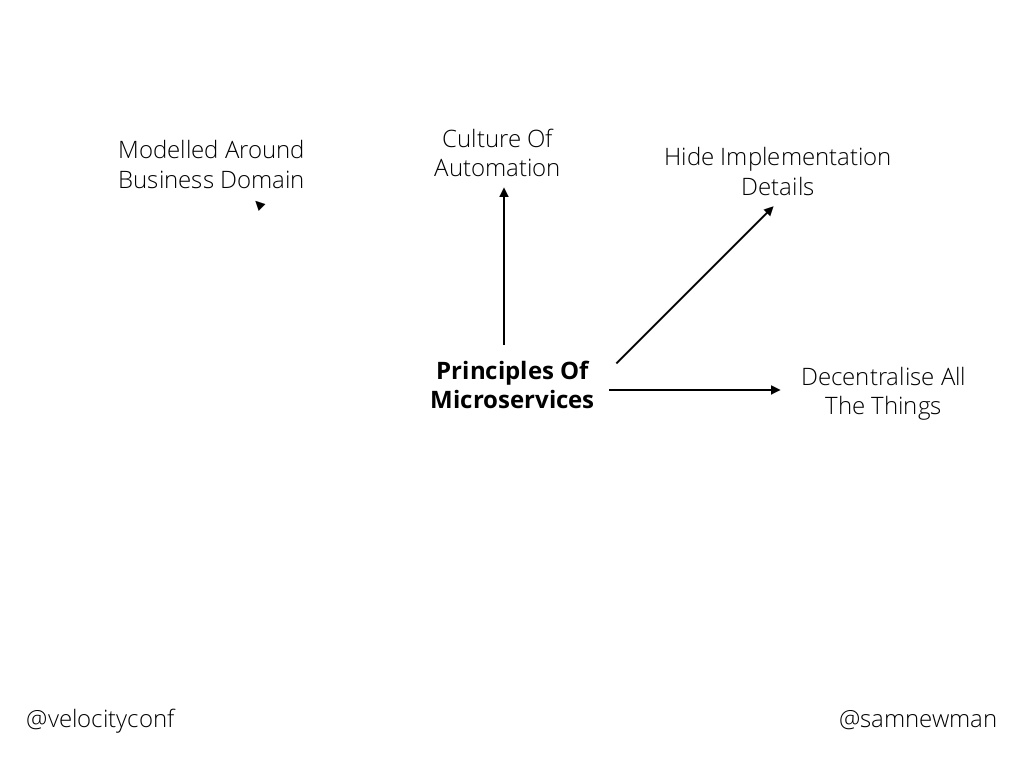 Modelled Around
Business Domain
Culture Of
Automation
Hide Implementation
Details
Principles Of
Microservices
Decentralise All
The Things
@velocityconf
@samnewman